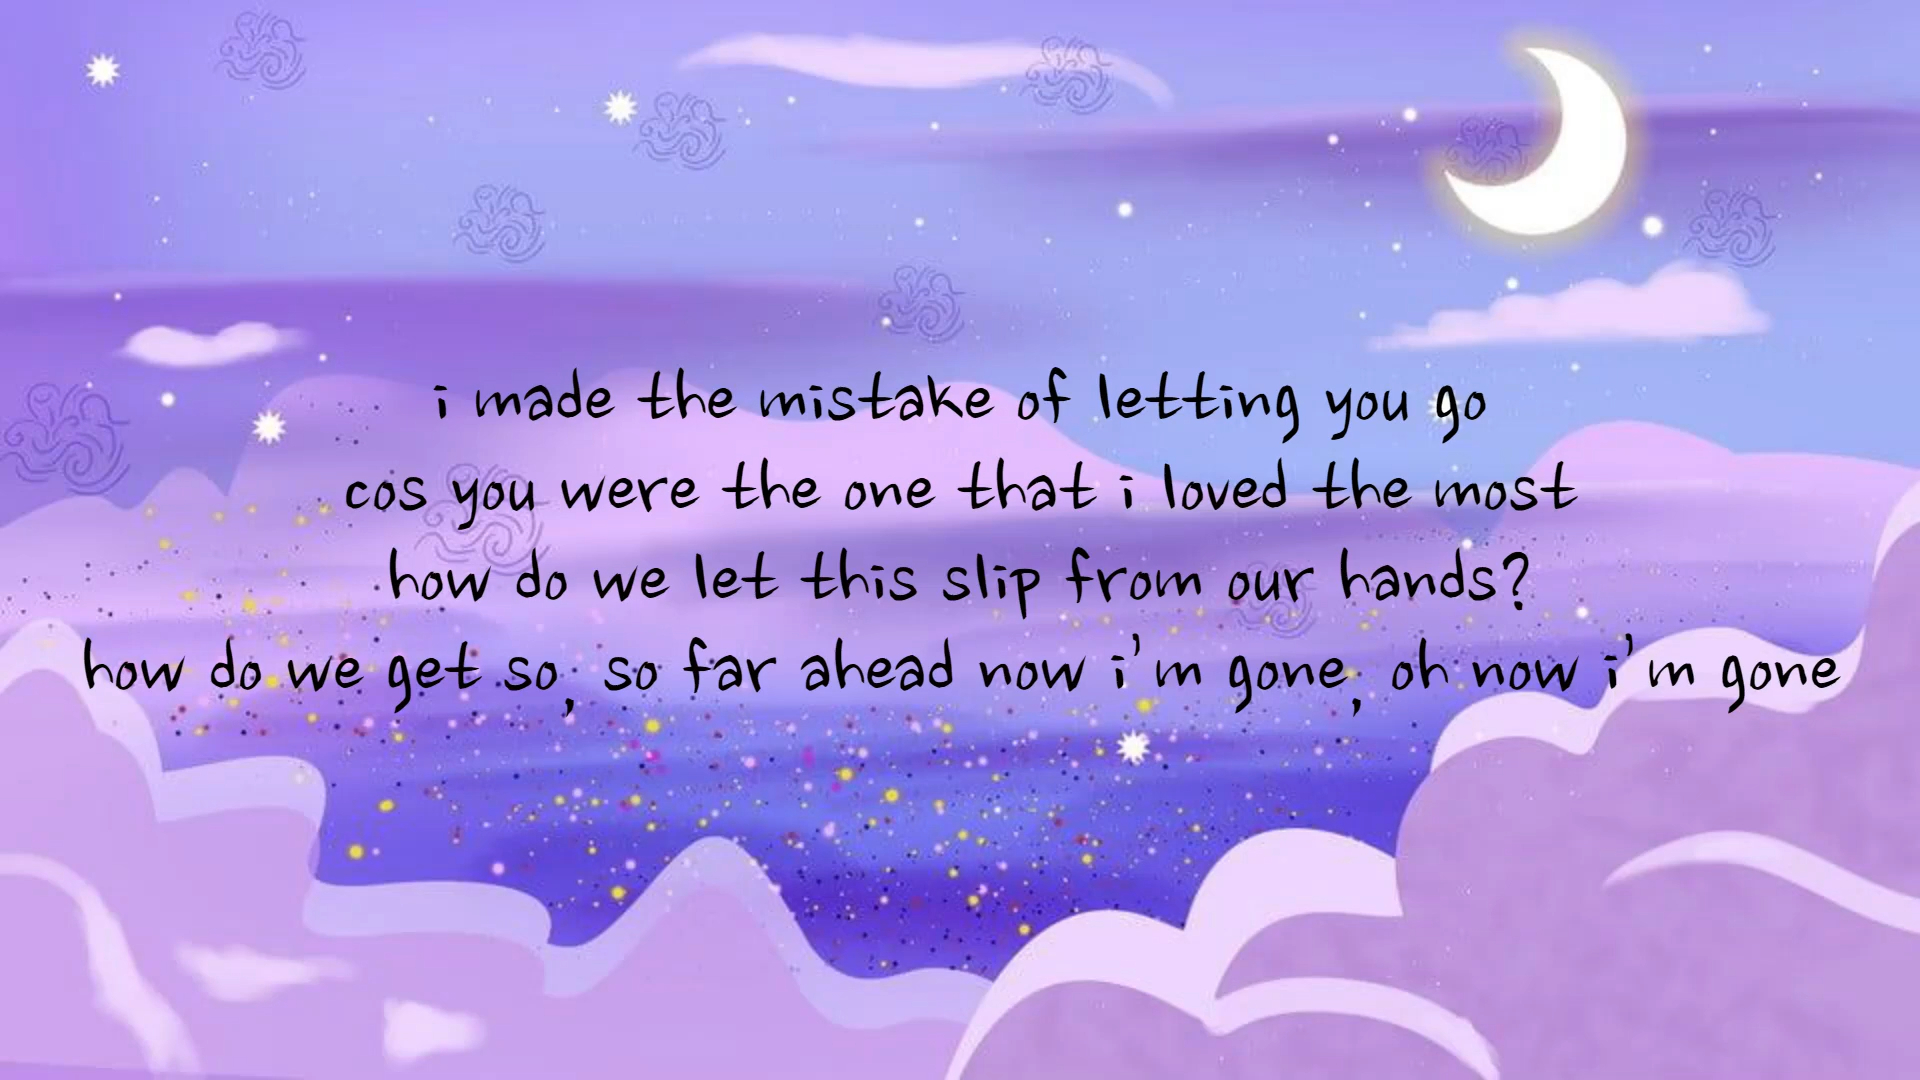 i made the mistake of letting you go
cos you were the one that i loved the most
how do we let this slip from our hands?
how do we get so, so far ahead now i'm gone, oh now i'm gone